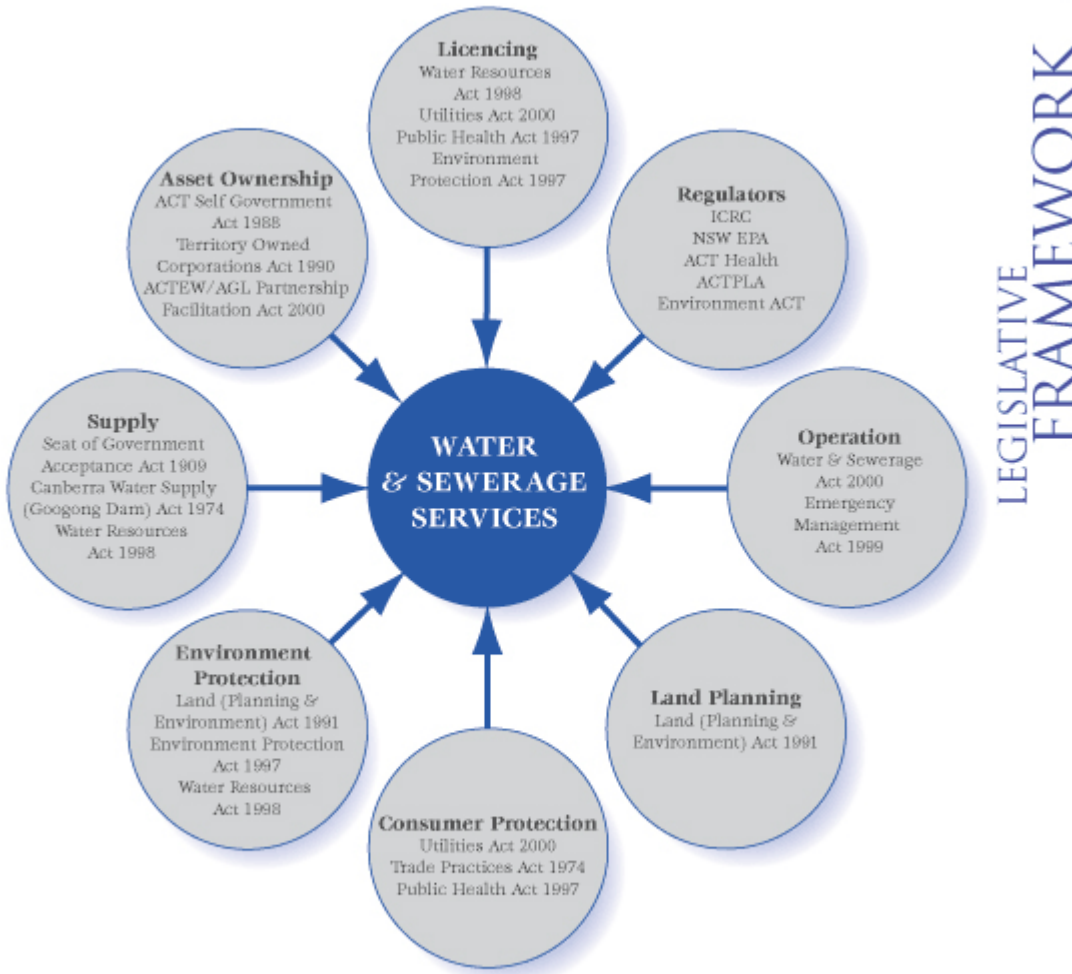 LEGISLATIVE
FRAMEWORK
Licencing
Water Resources
Act 1998
Utilities Act 2000
Public Health Act 1997
Environment
Protection Act 1997
Regulators
ICRC
NSW EPA
ACT Health
ACTPLA
Environment ACT
Operation
Water & Sewerage
Act 2000
Emergency
Management
Act 1999
Land Planning
Land (Planning &
Environment) Act 1991
Consumer Protection
Utilities Act 2000
Trade Practices Act 1974
Public Health Act 1997
Environment
Protection
Land (Planning &
Environment) Act 1991
Environment Protection
Act 1997
Water Resources
Act 1998
Supply
Seat of Government
Acceptance Act 1909
Canberra Water Supply
(Googong Dam) Act 1974
Water Resources
Act 1998
Asset Ownership
ACT Self Government
Act 1988
Territory Owned
Corporations Act 1990
ACTEW/AGL Partnership
Facilitation Act 2000
WATER
& SEWERAGE
SERVICES